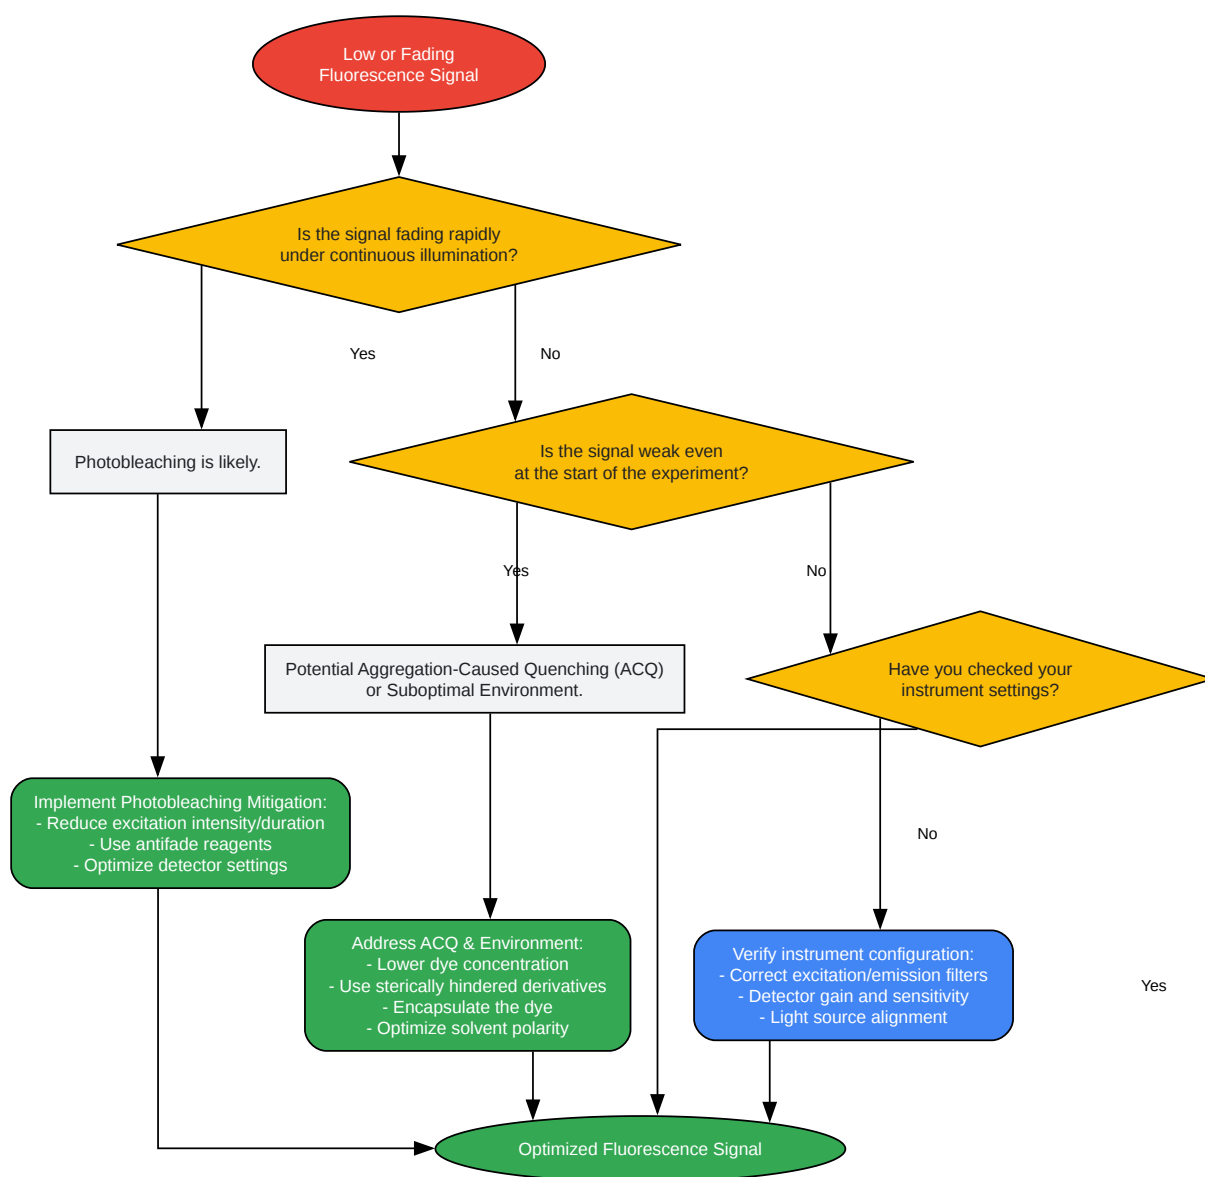 Low or Fading
Fluorescence Signal
Is the signal fading rapidly
under continuous illumination?
Yes
No
Photobleaching is likely.
Is the signal weak even
at the start of the experiment?
Yes
No
Potential Aggregation-Caused Quenching (ACQ)
or Suboptimal Environment.
Have you checked your
instrument settings?
Implement Photobleaching Mitigation:
- Reduce excitation intensity/duration
- Use antifade reagents
- Optimize detector settings
No
Address ACQ & Environment:
- Lower dye concentration
- Use sterically hindered derivatives
- Encapsulate the dye
- Optimize solvent polarity
Verify instrument configuration:
- Correct excitation/emission filters
- Detector gain and sensitivity
- Light source alignment
Yes
Optimized Fluorescence Signal